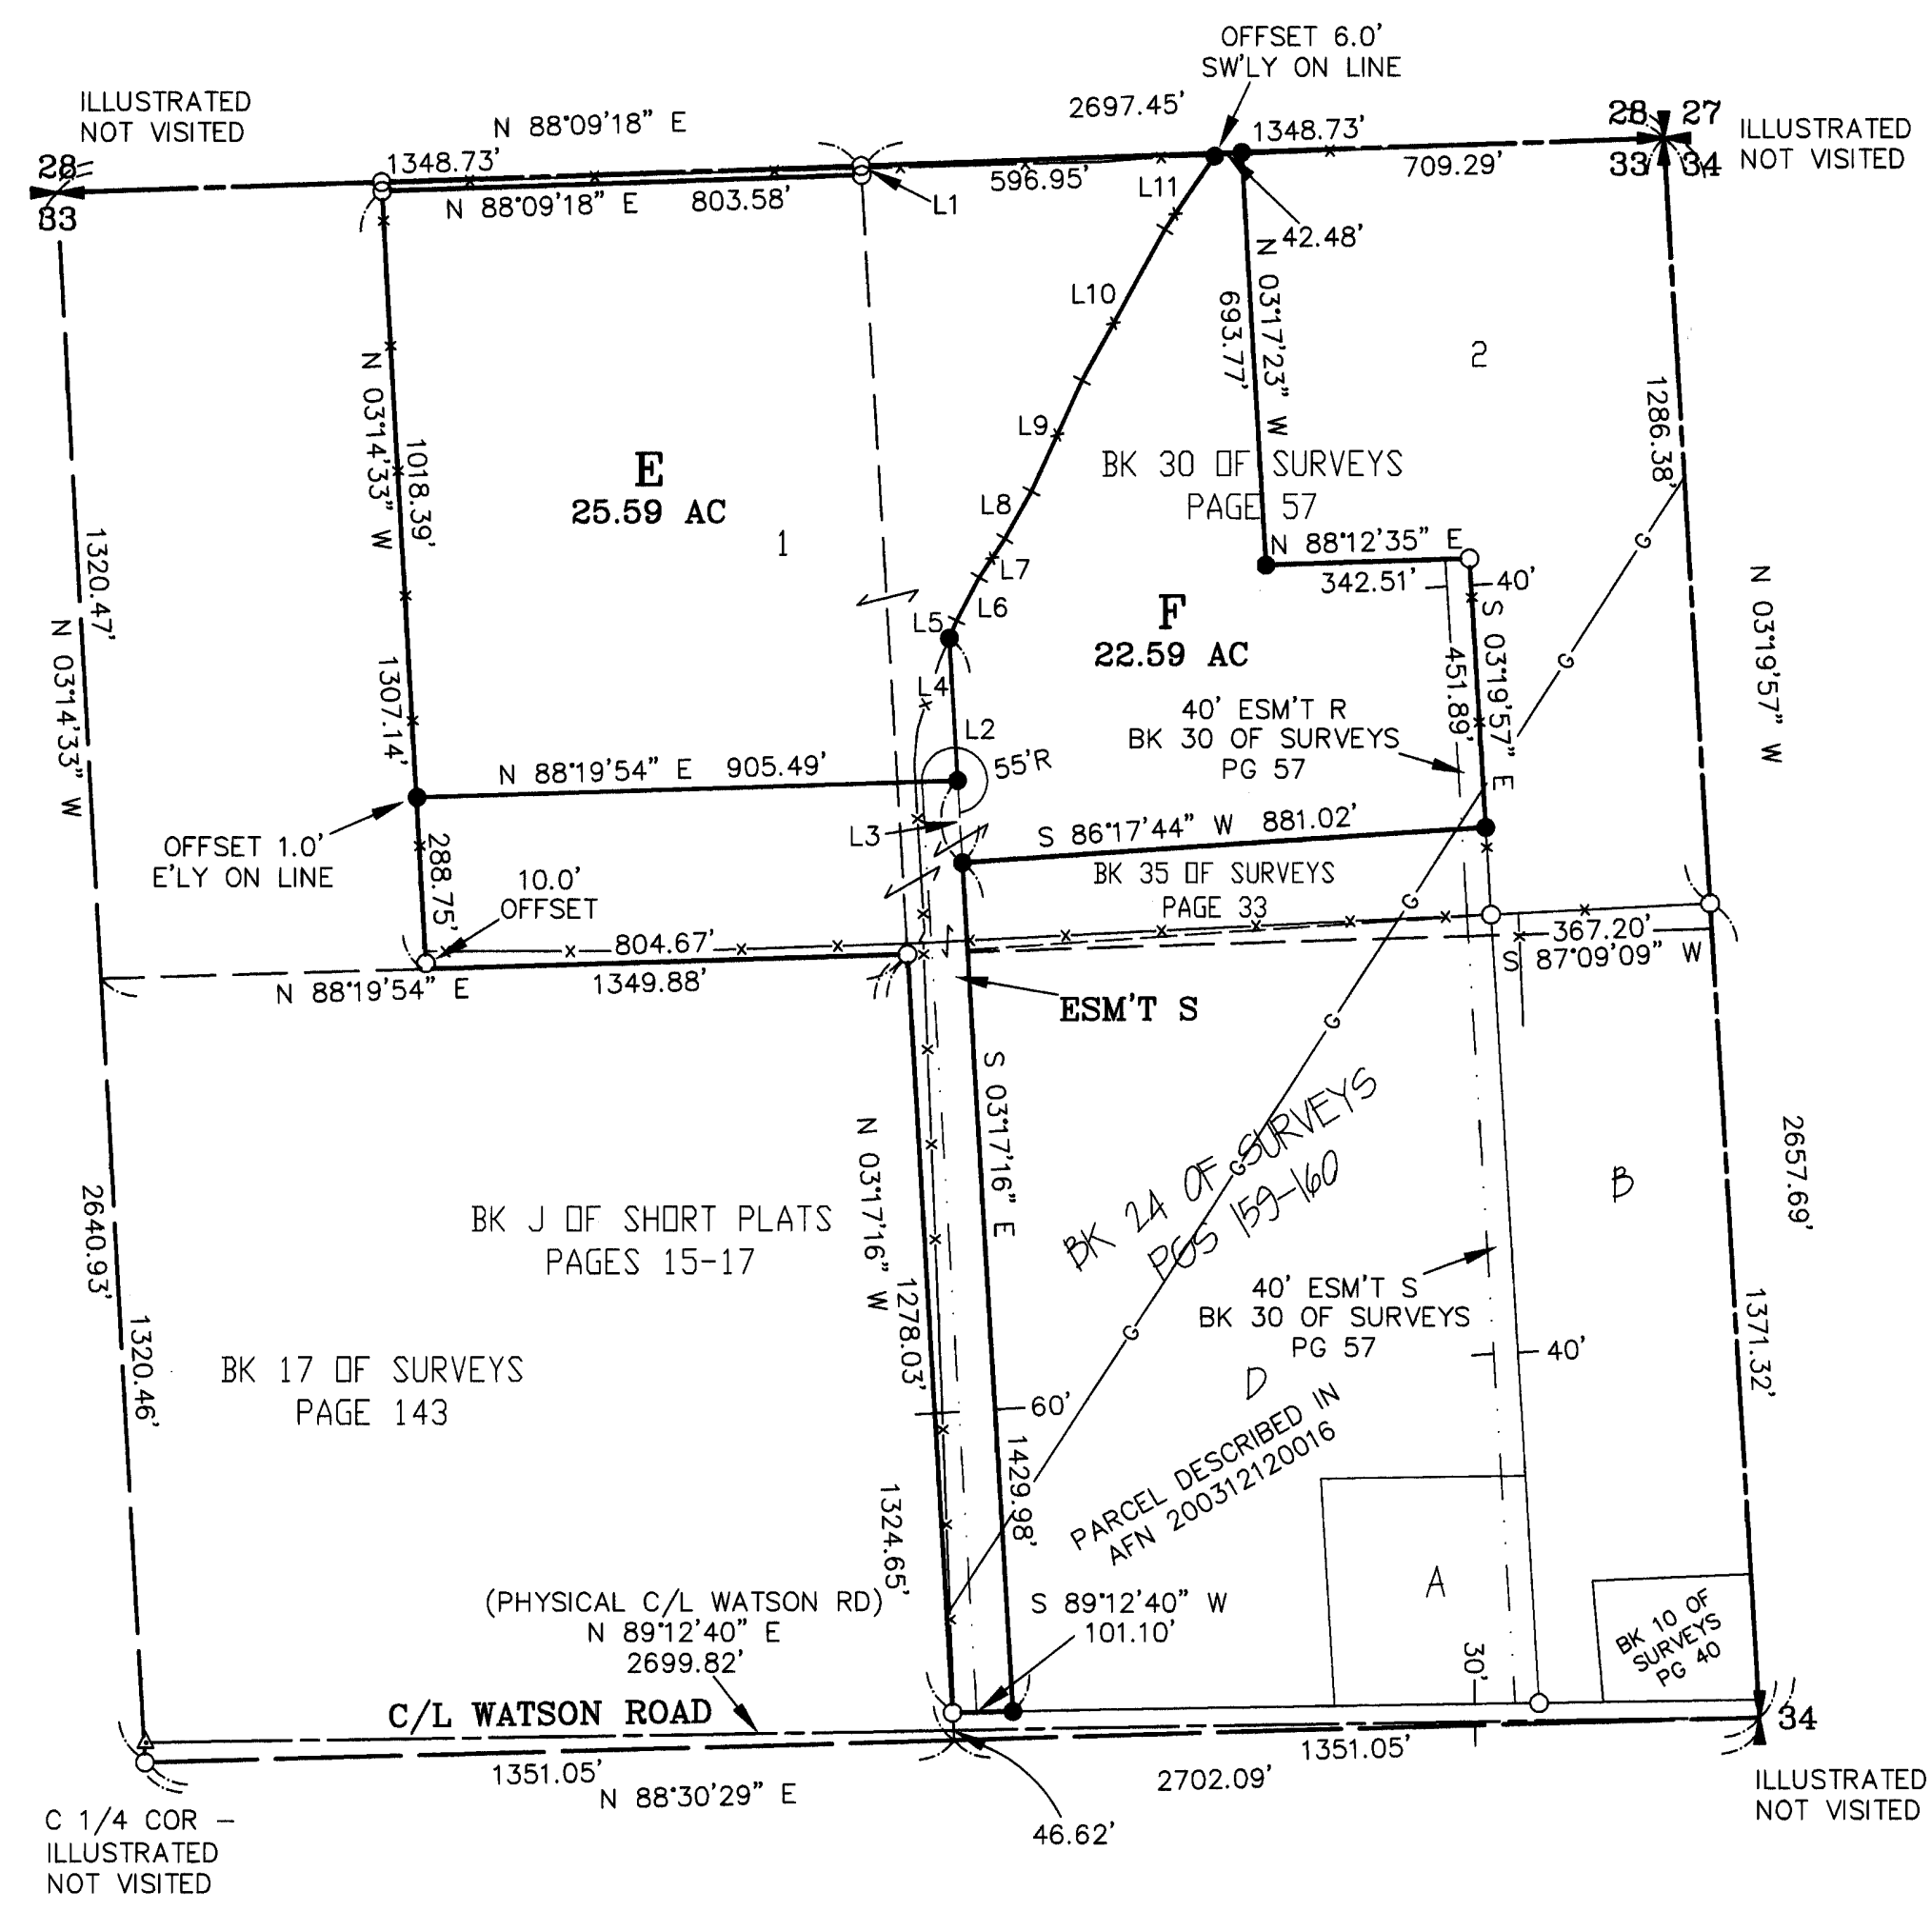 OFFSET 6.0'
SW'LY ON LINE
ILLUSTRATED
NOT VISITED
N 88°09'18" E
2697.45'
28 27
33 34
ILLUSTRATED
NOT VISITED
28
33
1348.73'
1348.73'
709.29'
N 88°09'18" E 803.58'
L1
596.95'
L11
42.48'
N 03°17'23" W
693.77'
L10
2
1286.38'
N 03°14'33" W
1018.39'
L9
E
25.59 AC
1
BK 30 OF SURVEYS
PAGE 57
L8
N 88°12'35" E
342.51'
40'
L7
L6
L5
F
22.59 AC
S 03°19'57" E
451.89'
N 03°19'57" W
1320.47'
N 03°14'33" W
1307.14'
L4
L2
40' ESM'T R
BK 30 OF SURVEYS
PG 57
N 88°19'54" E 905.49'
55'R
L3
S 86°17'44" W 881.02'
OFFSET 1.0'
E'LY ON LINE
288.75'
10.0'
OFFSET
BK 35 OF SURVEYS
PAGE 33
804.67'
367.20'
S 87°09'09" W
N 88°19'54" E
1349.88'
ESM'T S
S 03°17'16" E
N 03°17'16" W
1278.03'
BK 24 OF SURVEYS
PGS 159-160
B
2657.69'
2640.93'
BK J OF SHORT PLATS
PAGES 15-17
40' ESM'T S
BK 30 OF SURVEYS
PG 57
40'
1371.32'
1320.46'
BK 17 OF SURVEYS
PAGE 143
D
60'
1429.98'
PARCEL DESCRIBED IN
AFN 200312120016
1324.65'
A
(PHYSICAL C/L WATSON RD)
N 89°12'40" E
2699.82'
S 89°12'40" W
101.10'
BK 10 OF
SURVEYS
PG 40
30'
C/L WATSON ROAD
34
1351.05'
N 88°30'29" E
1351.05'
2702.09'
46.62'
ILLUSTRATED
NOT VISITED
C 1/4 COR –
ILLUSTRATED
NOT VISITED
G
G
G
G
G
G